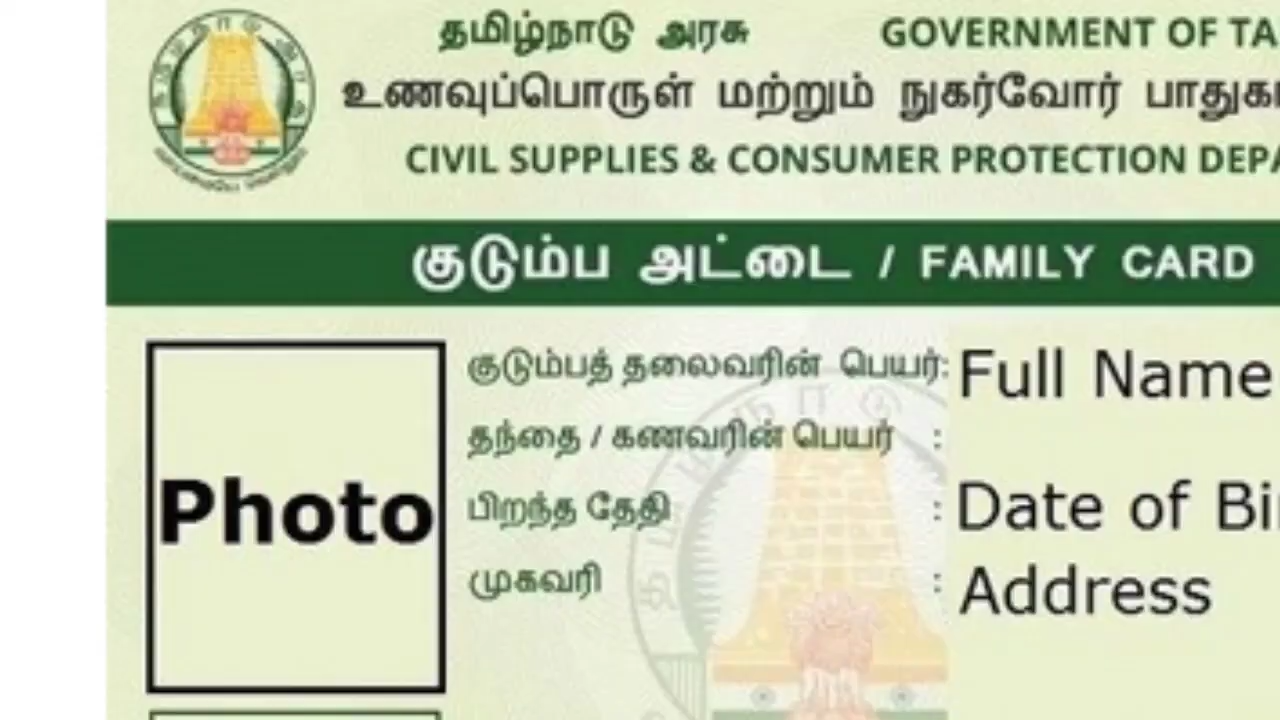 தமிழ்நாடு அரசு GOVERNMENT OF TA
உணவுப்பொருள் மற்றும் நுகர்வோர் பாதுகா
CIVIL SUPPLIES & CONSUMER PROTECTION DEPA
குடும்ப அட்டை / FAMILY CARD
குடும்பத் தலைவரின் பெயர்: Full Name
தந்தை / கணவரின் பெயர் :
Photo
பிறந்த தேதி : Date of Bi
முகவரி : Address